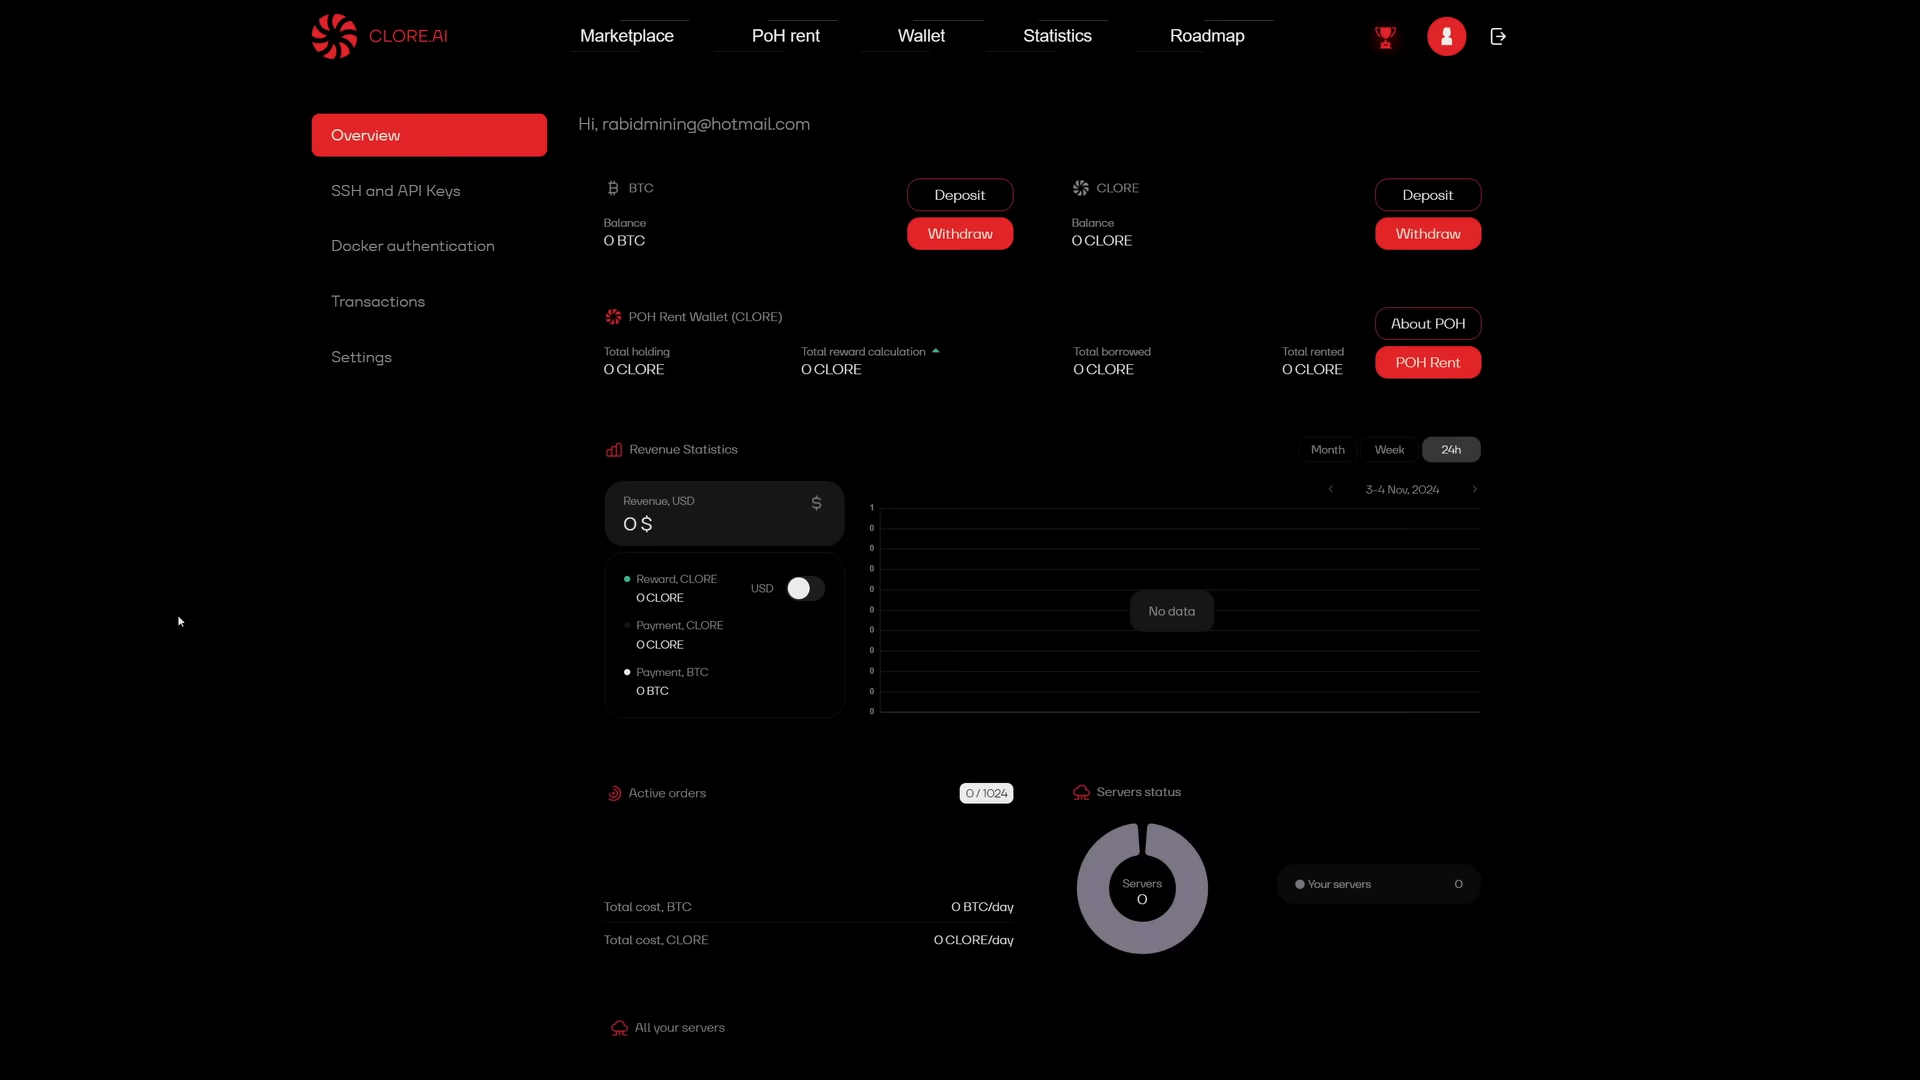 CLORE.AI
Marketplace
PoH rent
Wallet
Statistics
Roadmap
Overview
SSH and API Keys
Docker authentication
Transactions
Settings
Hi, rabidmining@hotmail.com
BTC
Deposit
Balance
0 BTC
Withdraw
CLORE
Deposit
Balance
0 CLORE
Withdraw
POH Rent Wallet (CLORE)
About POH
Total holding
0 CLORE
Total reward calculation
0 CLORE
Total borrowed
0 CLORE
Total rented
0 CLORE
POH Rent
Revenue Statistics
Month
Week
24h
3-4 Nov, 2024
Revenue, USD
$
0 $
Reward, CLORE
0 CLORE
USD
Payment, CLORE
0 CLORE
Payment, BTC
0 BTC
1
0
0
0
0
0
0
0
0
0
0
No data
Active orders
0 / 1024
Total cost, BTC
0 BTC/day
Total cost, CLORE
0 CLORE/day
Servers status
Servers
0
Your servers
0
All your servers